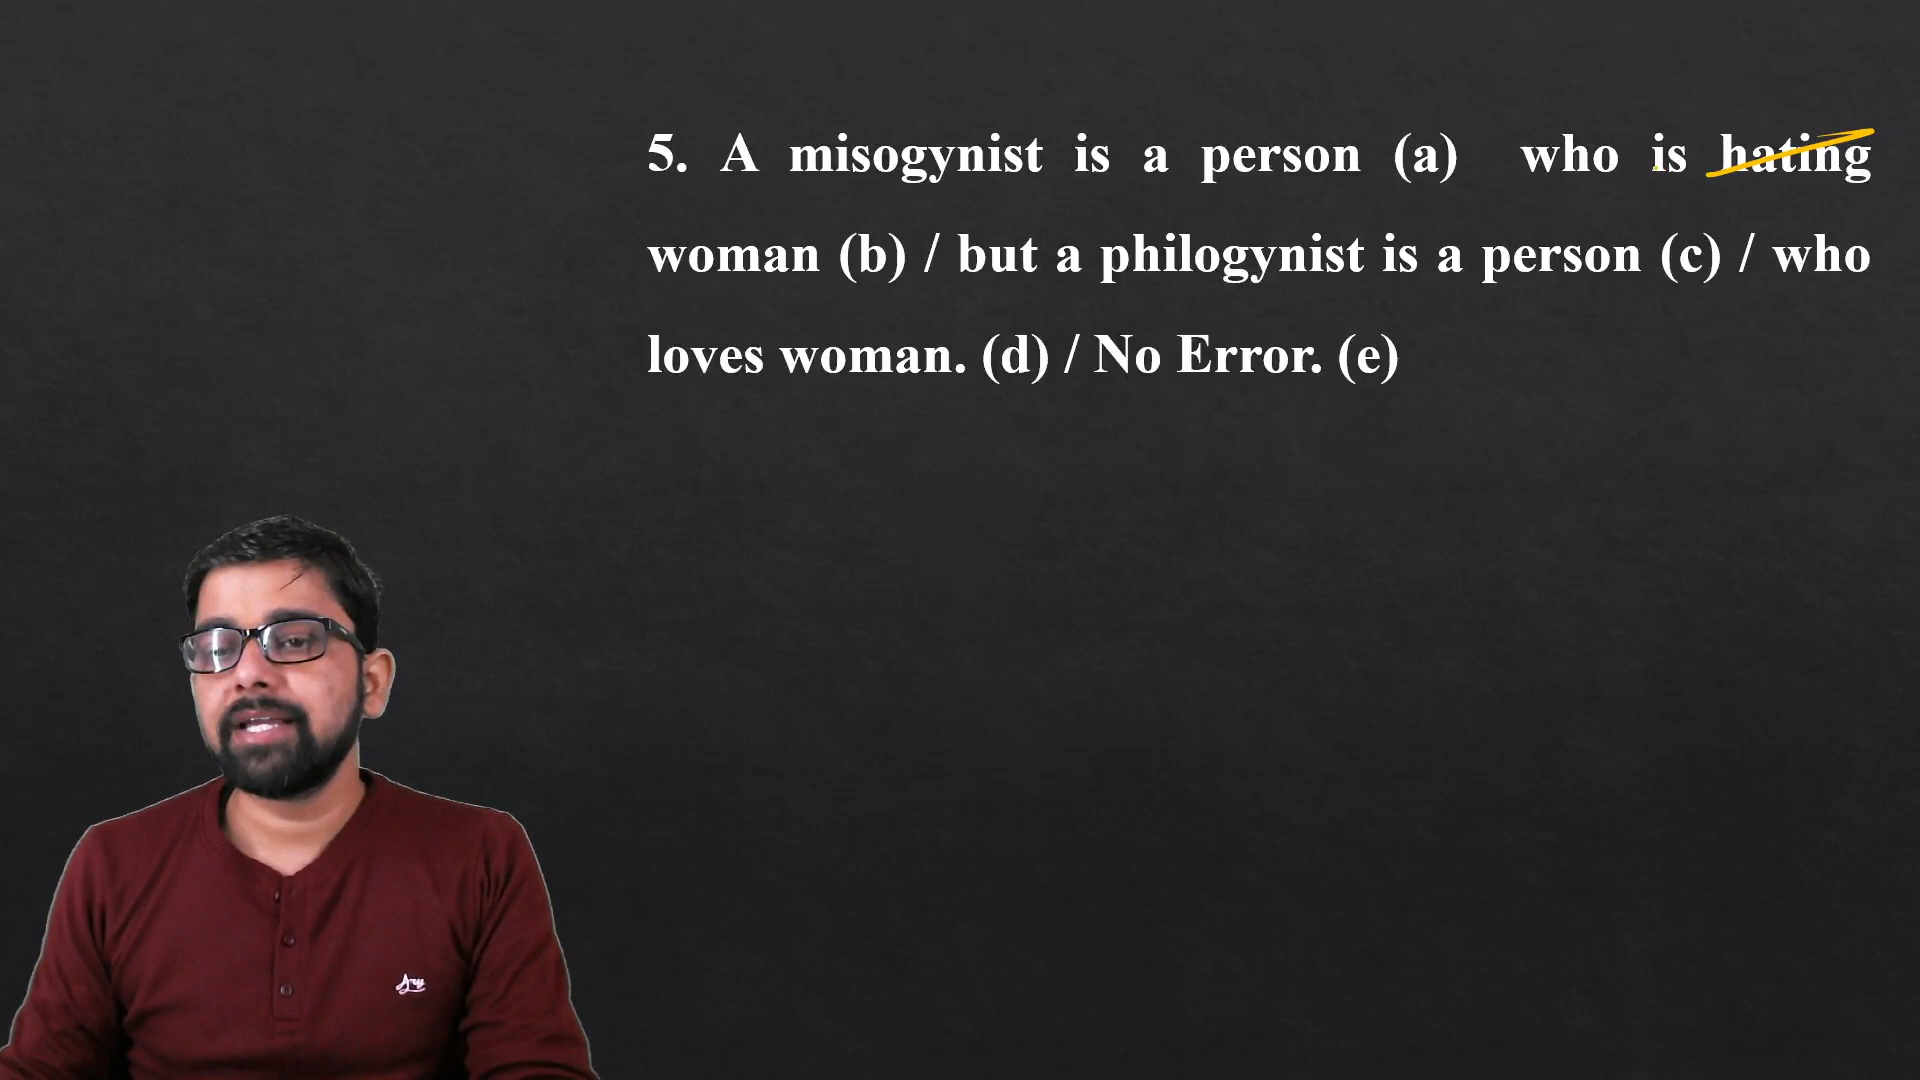 5. A misogynist is a person (a) who is hating
woman (b) / but a philogynist is a person (c) / who
loves woman. (d) / No Error. (e)